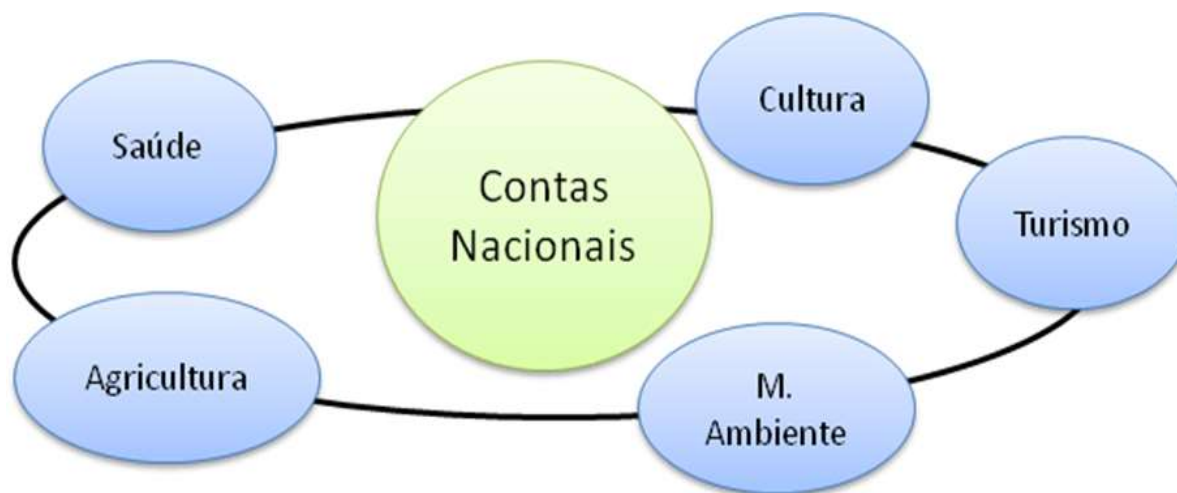 Saúde
Contas
Nacionais
Cultura
Turismo
Agricultura
M.
Ambiente